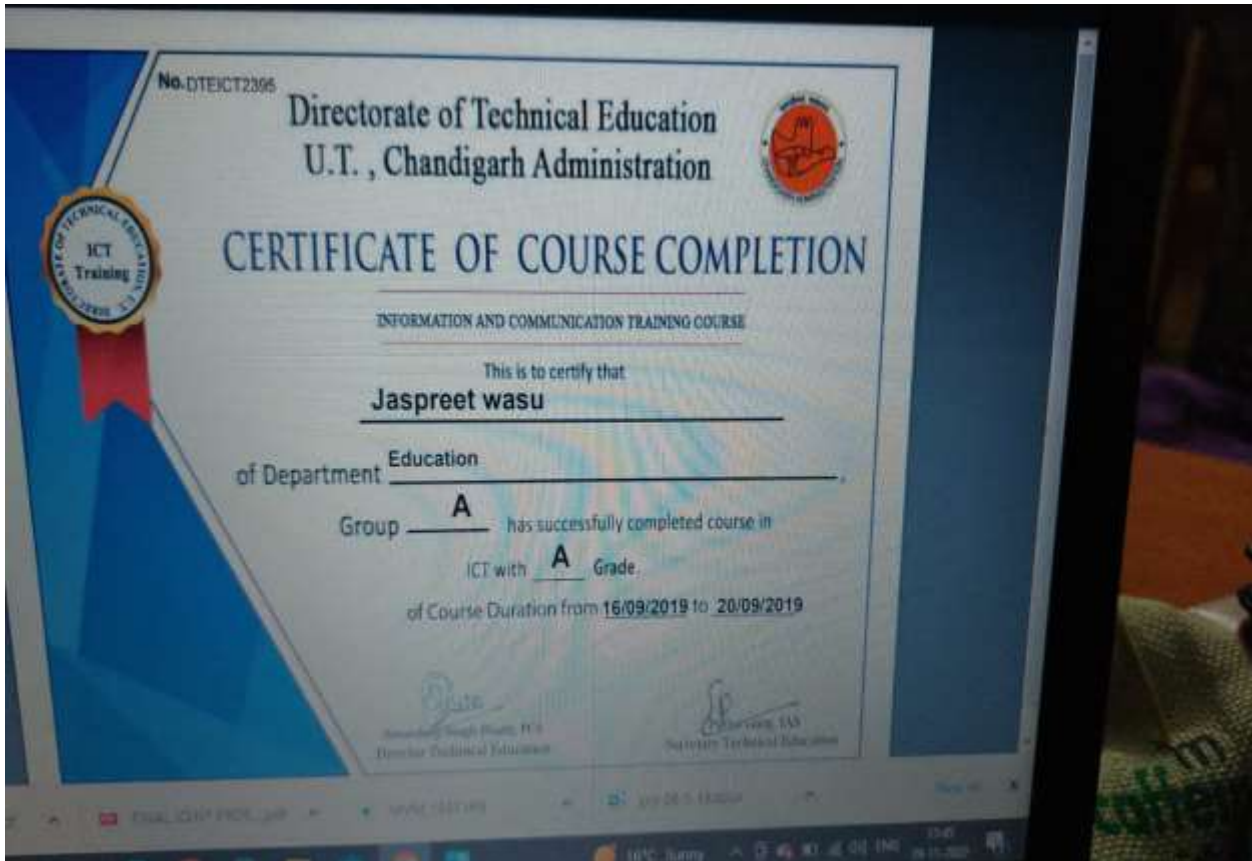 No.DTEICT2395
Directorate of Technical Education
U.T. , Chandigarh Administration
ICT
Training
CERTIFICATE OF COURSE COMPLETION
INFORMATION AND COMMUNICATION TRAINING COURSE
This is to certify that
Jaspreet wasu
of Department Education
Group A has successfully completed course in
ICT with A Grade.
of Course Duration from 16/09/2019 to 20/09/2019
Director Technical Education
Secretary Technical Education